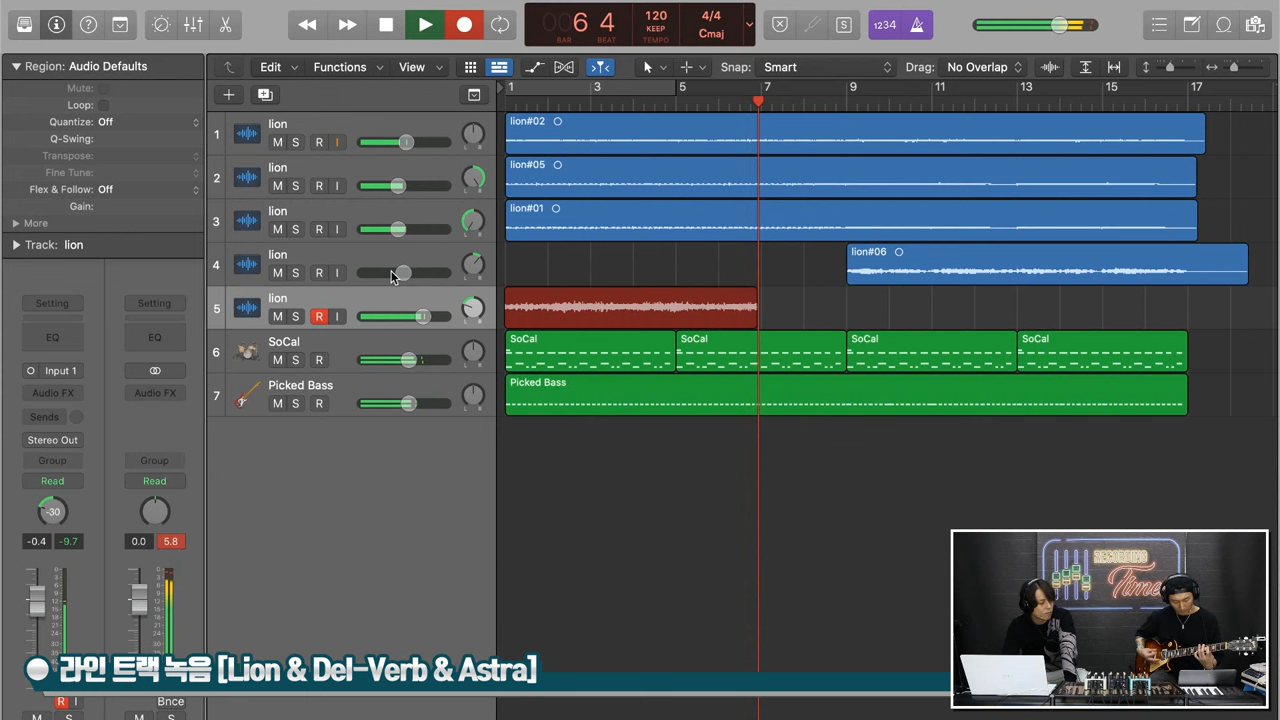 6 4
BAR BEAT
120
KEEP
TEMPO
4/4
Cmaj
S
1234
Region: Audio Defaults
Mute:
Loop:
Quantize: Off
Q-Swing:
Transpose:
Fine Tune:
Flex & Follow: Off
Gain:
More
Track: lion
Setting Setting
EQ EQ
Input 1
Audio FX Audio FX
Sends
Stereo Out
Group Group
Read Read
-30
-0.4 -9.7 0.0 5.8
R I Bnce
M S M S
Edit Functions View
Snap: Smart
Drag: No Overlap
1 3 5 7 9 11 13 15 17
1 lion
M S R I
2 lion
M S R I
3 lion
M S R I
4 lion
M S R I
5 lion
M S R I
6 SoCal
M S R
7 Picked Bass
M S R
lion#02
lion#05
lion#01
lion#06
SoCal SoCal SoCal SoCal
Picked Bass
RECORDING
Time
라인 트랙 녹음 [Lion & Del-Verb & Astra]